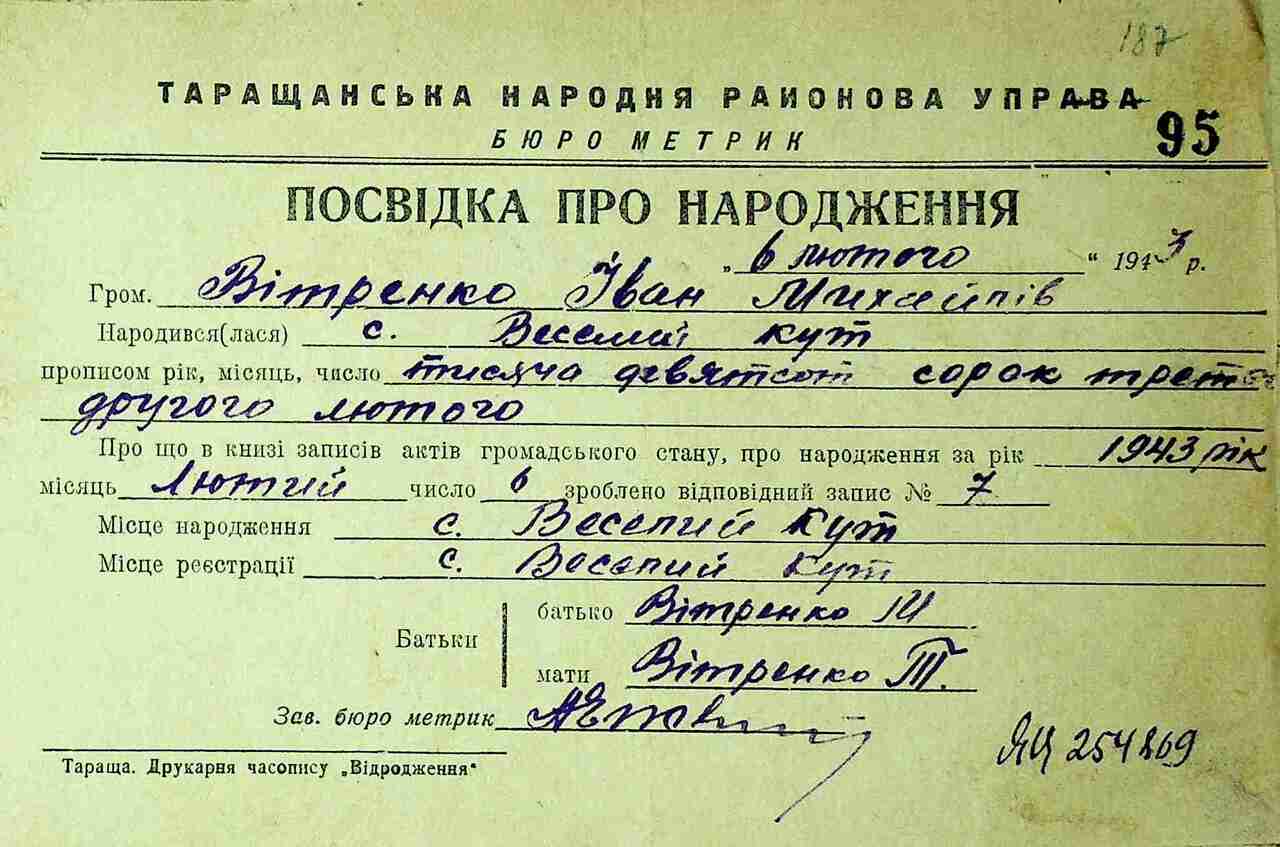 187
ТАРАЩАНСЬКА НАРОДНЯ РАИОНОВА УПРАВА
БЮРО МЕТРИК
95
ПОСВІДКА ПРО НАРОДЖЕННЯ
„ 6 лютого “ 1943 р.
Гром. Вітренко Іван Михайлів
Народився(лася) с. Веселий кут
прописом рік, місяць, число тисяча девятсот сорок трет
другого лютого
Про що в книзі записів актів громадського стану, про народження за рік 1943 рік
місяць Лютий число 6 зроблено відповідний запис № 7
Місце народження с. Веселий Кут
Місце реєстрації с. Веселий Кут
Батьки
батько Вітренко М
мати Вітренко Т.
Зав. бюро метрик
ЯЦ 254869
Тараща. Друкарня часопису „Відродження“